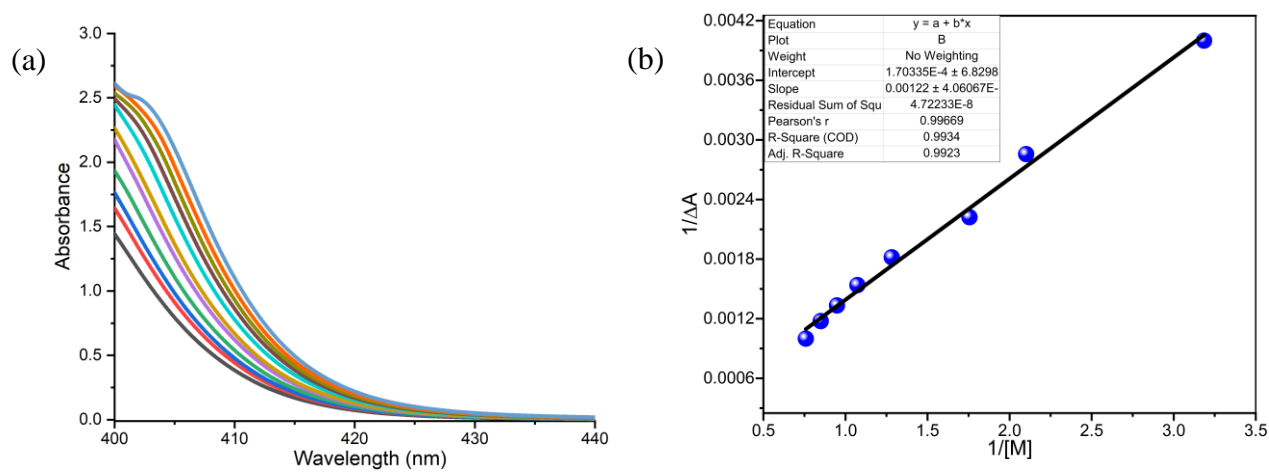 (a)
3.0
2.5
2.0
1.5
1.0
0.5
0.0
Absorbance
400 410 420 430 440
Wavelength (nm)
(b)
Equation y = a + b*x
Plot B
Weight No Weighting
Intercept 1.70335E-4 ± 6.8298
Slope 0.00122 ± 4.06067E-
Residual Sum of Squ 4.72233E-8
Pearson's r 0.99669
R-Square (COD) 0.9934
Adj. R-Square 0.9923
0.0042
0.0036
0.0030
0.0024
0.0018
0.0012
0.0006
1/ΔA
0.5 1.0 1.5 2.0 2.5 3.0 3.5
1/[M]